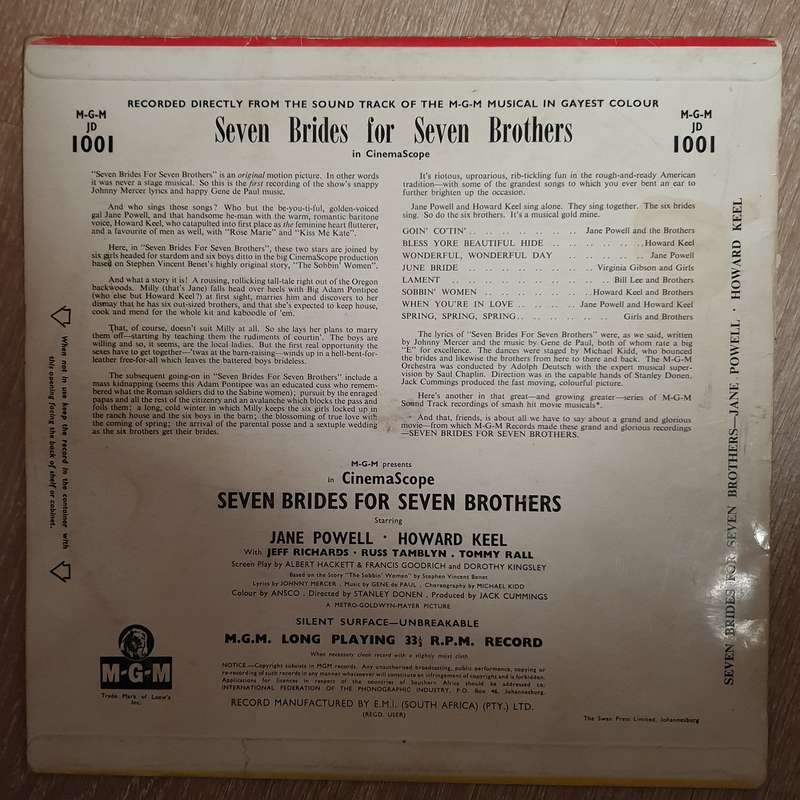 RECORDED DIRECTLY FROM THE SOUND TRACK OF THE M-G-M MUSICAL IN GAYEST COLOUR
M-G-M
JD
1001
Seven Brides for Seven Brothers
in CinemaScope
M-G-M
JD
1001
"Seven Brides For Seven Brothers" is an original motion picture. In other words
it was never a stage musical. So this is the first recording of the show's snappy
Johnny Mercer lyrics and happy Gene de Paul music.
And who sings those songs? Who but the be-you-ti-ful, golden-voiced
gal Jane Powell, and that handsome he-man with the warm, romantic baritone
voice, Howard Keel, who catapulted into first place as the feminine heart flutterer,
and a favourite of men as well, with "Rose Marie" and "Kiss Me Kate".
Here, in "Seven Brides For Seven Brothers", these two stars are joined by
six girls headed for stardom and six boys ditto in the big CinemaScope production
based on Stephen Vincent Benet's highly original story, "The Sobbin' Women".
And what a story it is! A rousing, rollicking tall-tale right out of the Oregon
backwoods. Milly (that's Jane) falls head over heels with Big Adam Pontipee
(who else but Howard Keel?) at first sight, marries him and discovers to her
dismay that he has six out-sized brothers, and that she's expected to keep house,
cook and mend for the whole kit and kaboodle of 'em.
That, of course, doesn't suit Milly at all. So she lays her plans to marry
them off—starting by teaching them the rudiments of courtin'. The boys are
willing and so, it seems, are the local ladies. But the first real opportunity the
sexes have to get together—'twas at the barn-raising—winds up in a hell-bent-for-
leather free-for-all which leaves the battered boys brideless.
The subsequent going-on in "Seven Brides For Seven Brothers" include a
mass kidnapping (seems this Adam Pontipee was an educated cuss who remem-
bered what the Roman soldiers did to the Sabine women); pursuit by the enraged
papas and all the rest of the citizenry and an avalanche which blocks the pass and
foils them; a long, cold winter in which Milly keeps the six girls locked up in
the ranch house and the six boys in the barn; the blossoming of true love with
the coming of spring; the arrival of the parental posse and a sextuple wedding
as the six brothers get their brides.
It's riotous, uproarious, rib-tickling fun in the rough-and-ready American
tradition—with some of the grandest songs to which you ever bent an ear to
further brighten up the occasion.
Jane Powell and Howard Keel sing alone. They sing together. The six brides
sing. So do the six brothers. It's a musical gold mine.
GOIN' CO'TIN' .. .. .. .. .. .. Jane Powell and the Brothers
BLESS YORE BEAUTIFUL HIDE .. .. .. .. .. .. Howard Keel
WONDERFUL, WONDERFUL DAY .. .. .. .. .. Jane Powell
JUNE BRIDE .. .. .. .. .. .. .. Virginia Gibson and Girls
LAMENT .. .. .. .. .. .. .. .. Bill Lee and Brothers
SOBBIN' WOMEN .. .. .. .. .. .. Howard Keel and Brothers
WHEN YOU'RE IN LOVE .. .. .. .. Jane Powell and Howard Keel
SPRING, SPRING, SPRING .. .. .. .. .. .. Girls and Brothers
The lyrics of "Seven Brides For Seven Brothers" were, as we said, written
by Johnny Mercer and the music by Gene de Paul, both of whom rate a big
"E" for excellence. The dances were staged by Michael Kidd, who bounced
the brides and likewise the brothers from here to there and back. The M-G-M
Orchestra was conducted by Adolph Deutsch with the expert musical super-
vision by Saul Chaplin. Direction was in the capable hands of Stanley Donen.
Jack Cummings produced the fast moving, colourful picture.
Here's another in that great—and growing greater—series of M-G-M
Sound Track recordings of smash hit movie musicals*.
And that, friends, is about all we have to say about a grand and glorious
movie—from which M-G-M Records made these grand and glorious recordings
—SEVEN BRIDES FOR SEVEN BROTHERS.
When not in use keep the record in the container with
this opening facing the back of shelf or cabinet.
SEVEN BRIDES FOR SEVEN BROTHERS—JANE POWELL · HOWARD KEEL
M-G-M presents
in CinemaScope
SEVEN BRIDES FOR SEVEN BROTHERS
Starring
JANE POWELL · HOWARD KEEL
With JEFF RICHARDS · RUSS TAMBLYN . TOMMY RALL
Screen Play by ALBERT HACKETT & FRANCIS GOODRICH and DOROTHY KINGSLEY
Based on the Story "The Sobbin' Women" by Stephen Vincent Benet
Lyrics by JOHNNY MERCER . Music by GENE de PAUL . Choreography by MICHAEL KIDD
Colour by ANSCO . Directed by STANLEY DONEN . Produced by JACK CUMMINGS
A METRO-GOLDWYN-MAYER PICTURE
SILENT SURFACE—UNBREAKABLE
M.G.M. LONG PLAYING 33⅓ R.P.M. RECORD
When necessary clean record with a slightly moist cloth
NOTICE.—Copyright subsists in MGM records. Any unauthorised broadcasting, public performance, copying or
re-recording of such records in any manner whatsoever will constitute an infringement of copyright and is forbidden.
Applications for licences in respect of the countries of Southern Africa should be addressed to:
INTERNATIONAL FEDERATION OF THE PHONOGRAPHIC INDUSTRY, P.O. Box 46, Johannesburg.
RECORD MANUFACTURED BY E.M.I. (SOUTH AFRICA) (PTY.) LTD.
(REGD. USER)
M-G-M
Trade Mark of Loew's
Inc.
The Swan Press Limited, Johannesburg